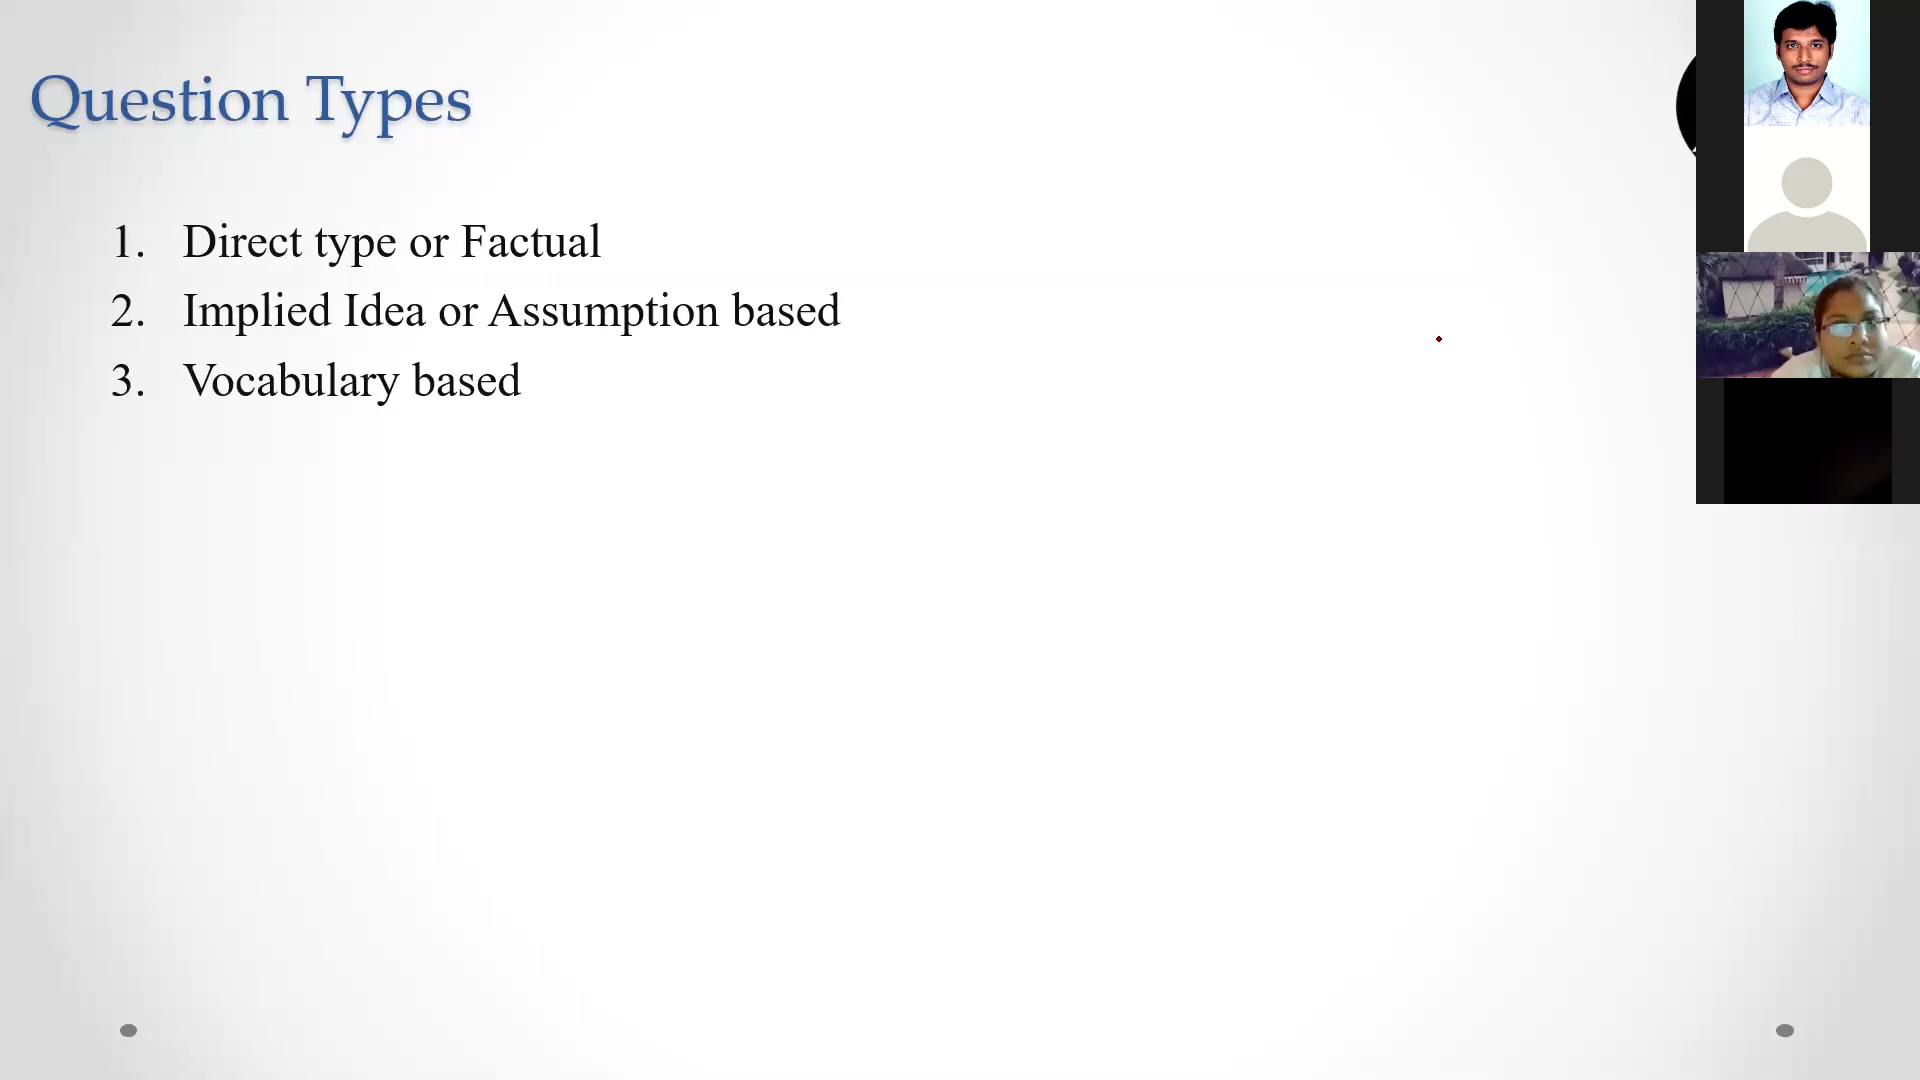 Question Types
1. Direct type or Factual
2. Implied Idea or Assumption based
3. Vocabulary based